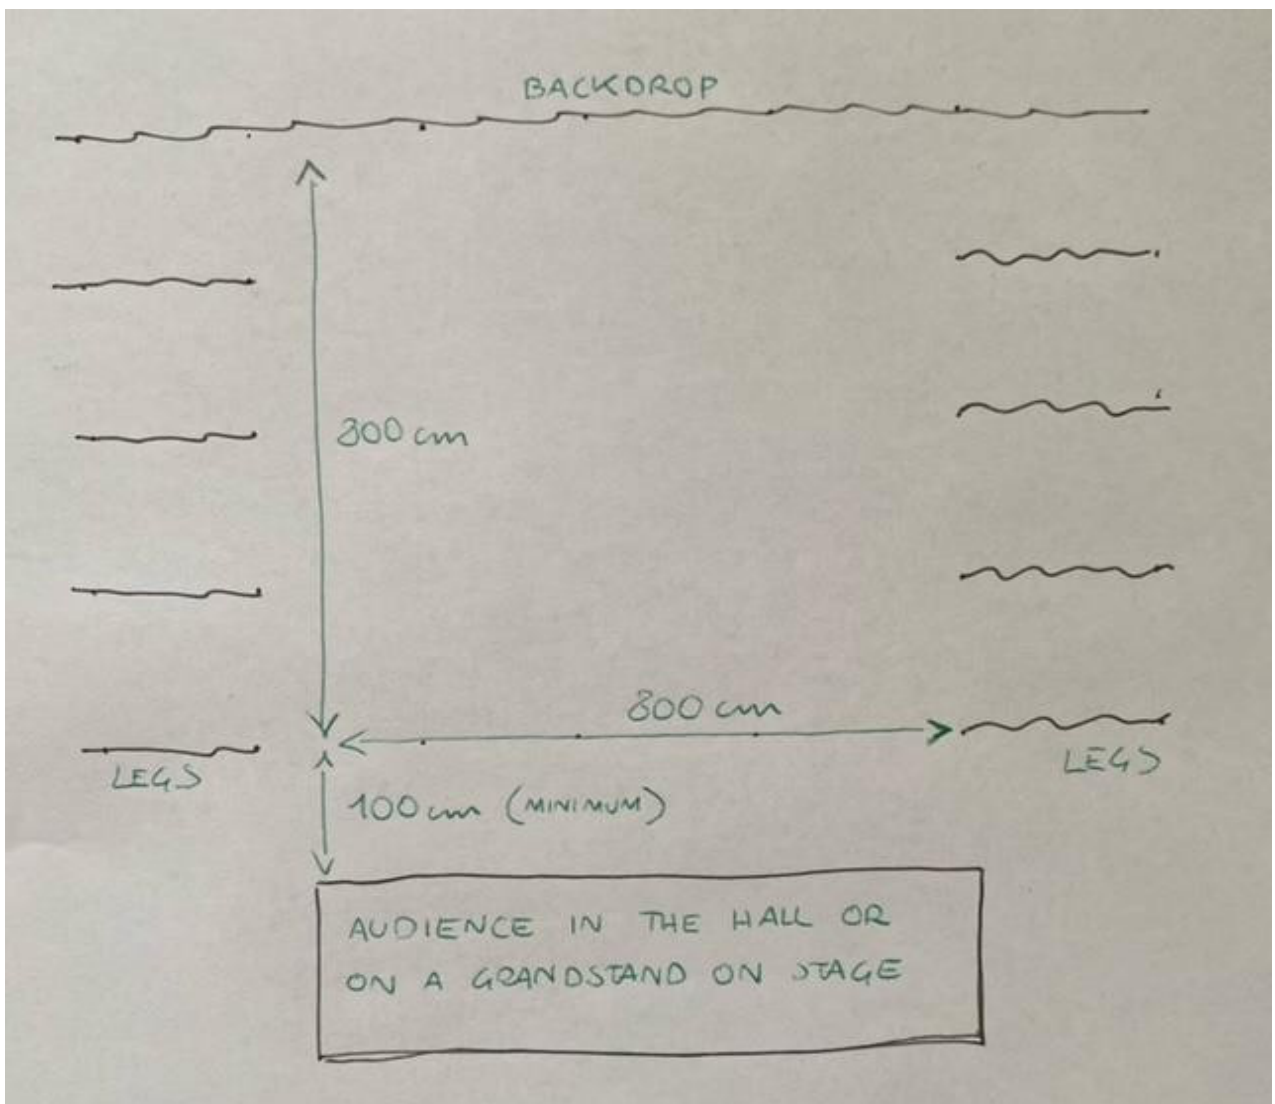 BACKDROP
800 cm
800 cm
LEGS
LEGS
100 cm (MINIMUM)
AUDIENCE IN THE HALL OR
ON A GRANDSTAND ON STAGE